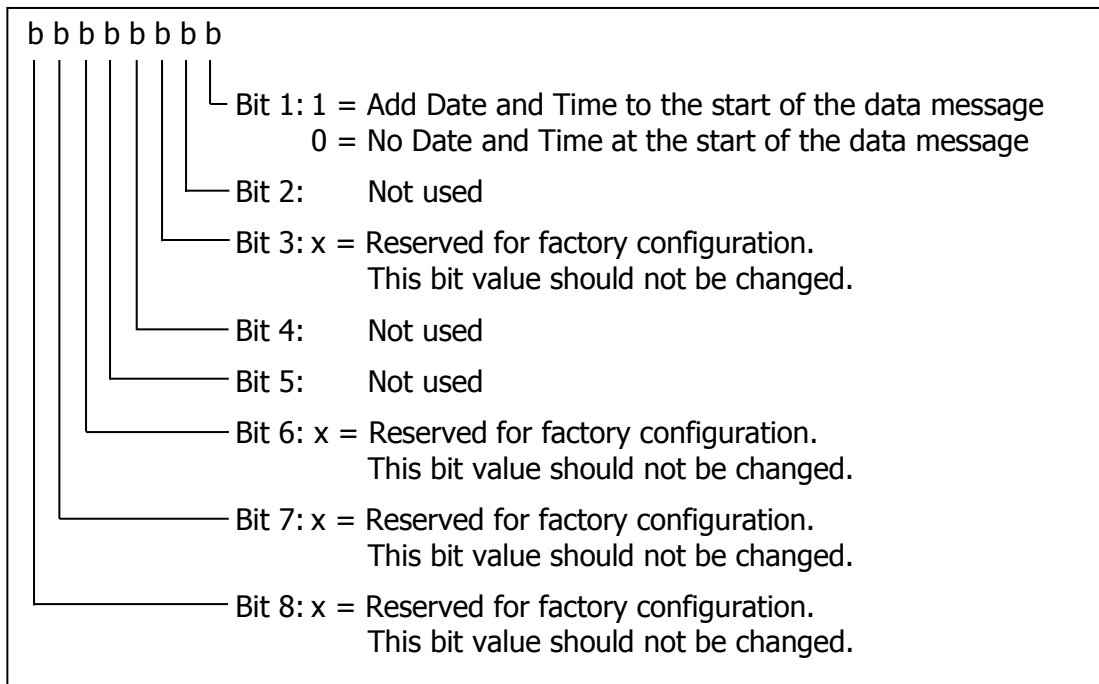 b b b b b b b b
Bit 1: 1 = Add Date and Time to the start of the data message
0 = No Date and Time at the start of the data message
Bit 2: Not used
Bit 3: x = Reserved for factory configuration.
This bit value should not be changed.
Bit 4: Not used
Bit 5: Not used
Bit 6: x = Reserved for factory configuration.
This bit value should not be changed.
Bit 7: x = Reserved for factory configuration.
This bit value should not be changed.
Bit 8: x = Reserved for factory configuration.
This bit value should not be changed.